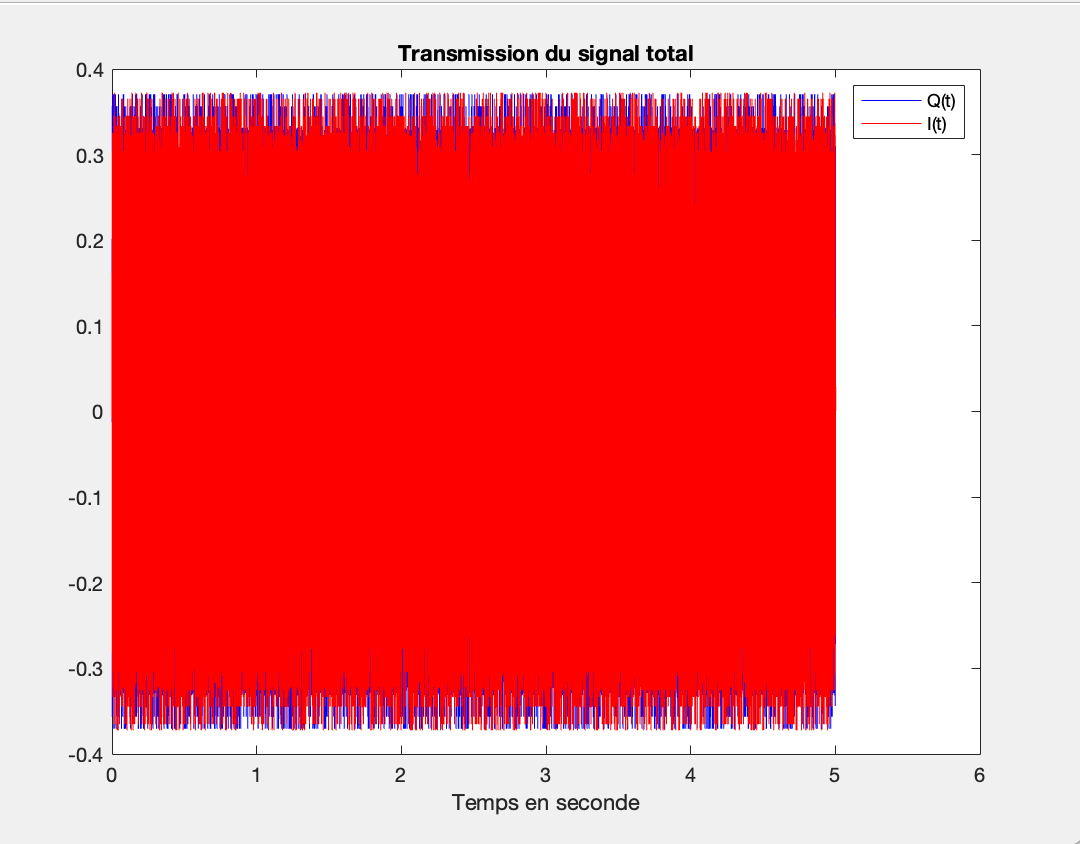 Transmission du signal total
0.4
0.3
0.2
0.1
0
-0.1
-0.2
-0.3
-0.4
Q(t)
I(t)
0 1 2 3 4 5 6
Temps en seconde